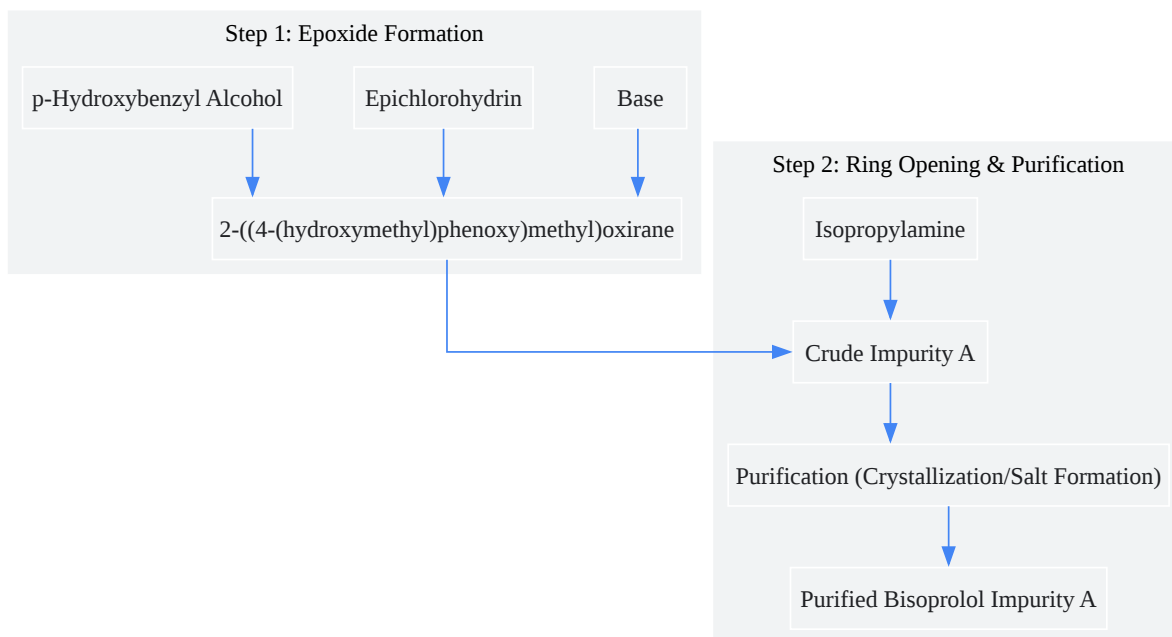 Step 1: Epoxide Formation
p-Hydroxybenzyl Alcohol
Epichlorohydrin
Base
2-((4-(hydroxymethyl)phenoxy)methyl)oxirane
Step 2: Ring Opening & Purification
Isopropylamine
Crude Impurity A
Purification (Crystallization/Salt Formation)
Purified Bisoprolol Impurity A